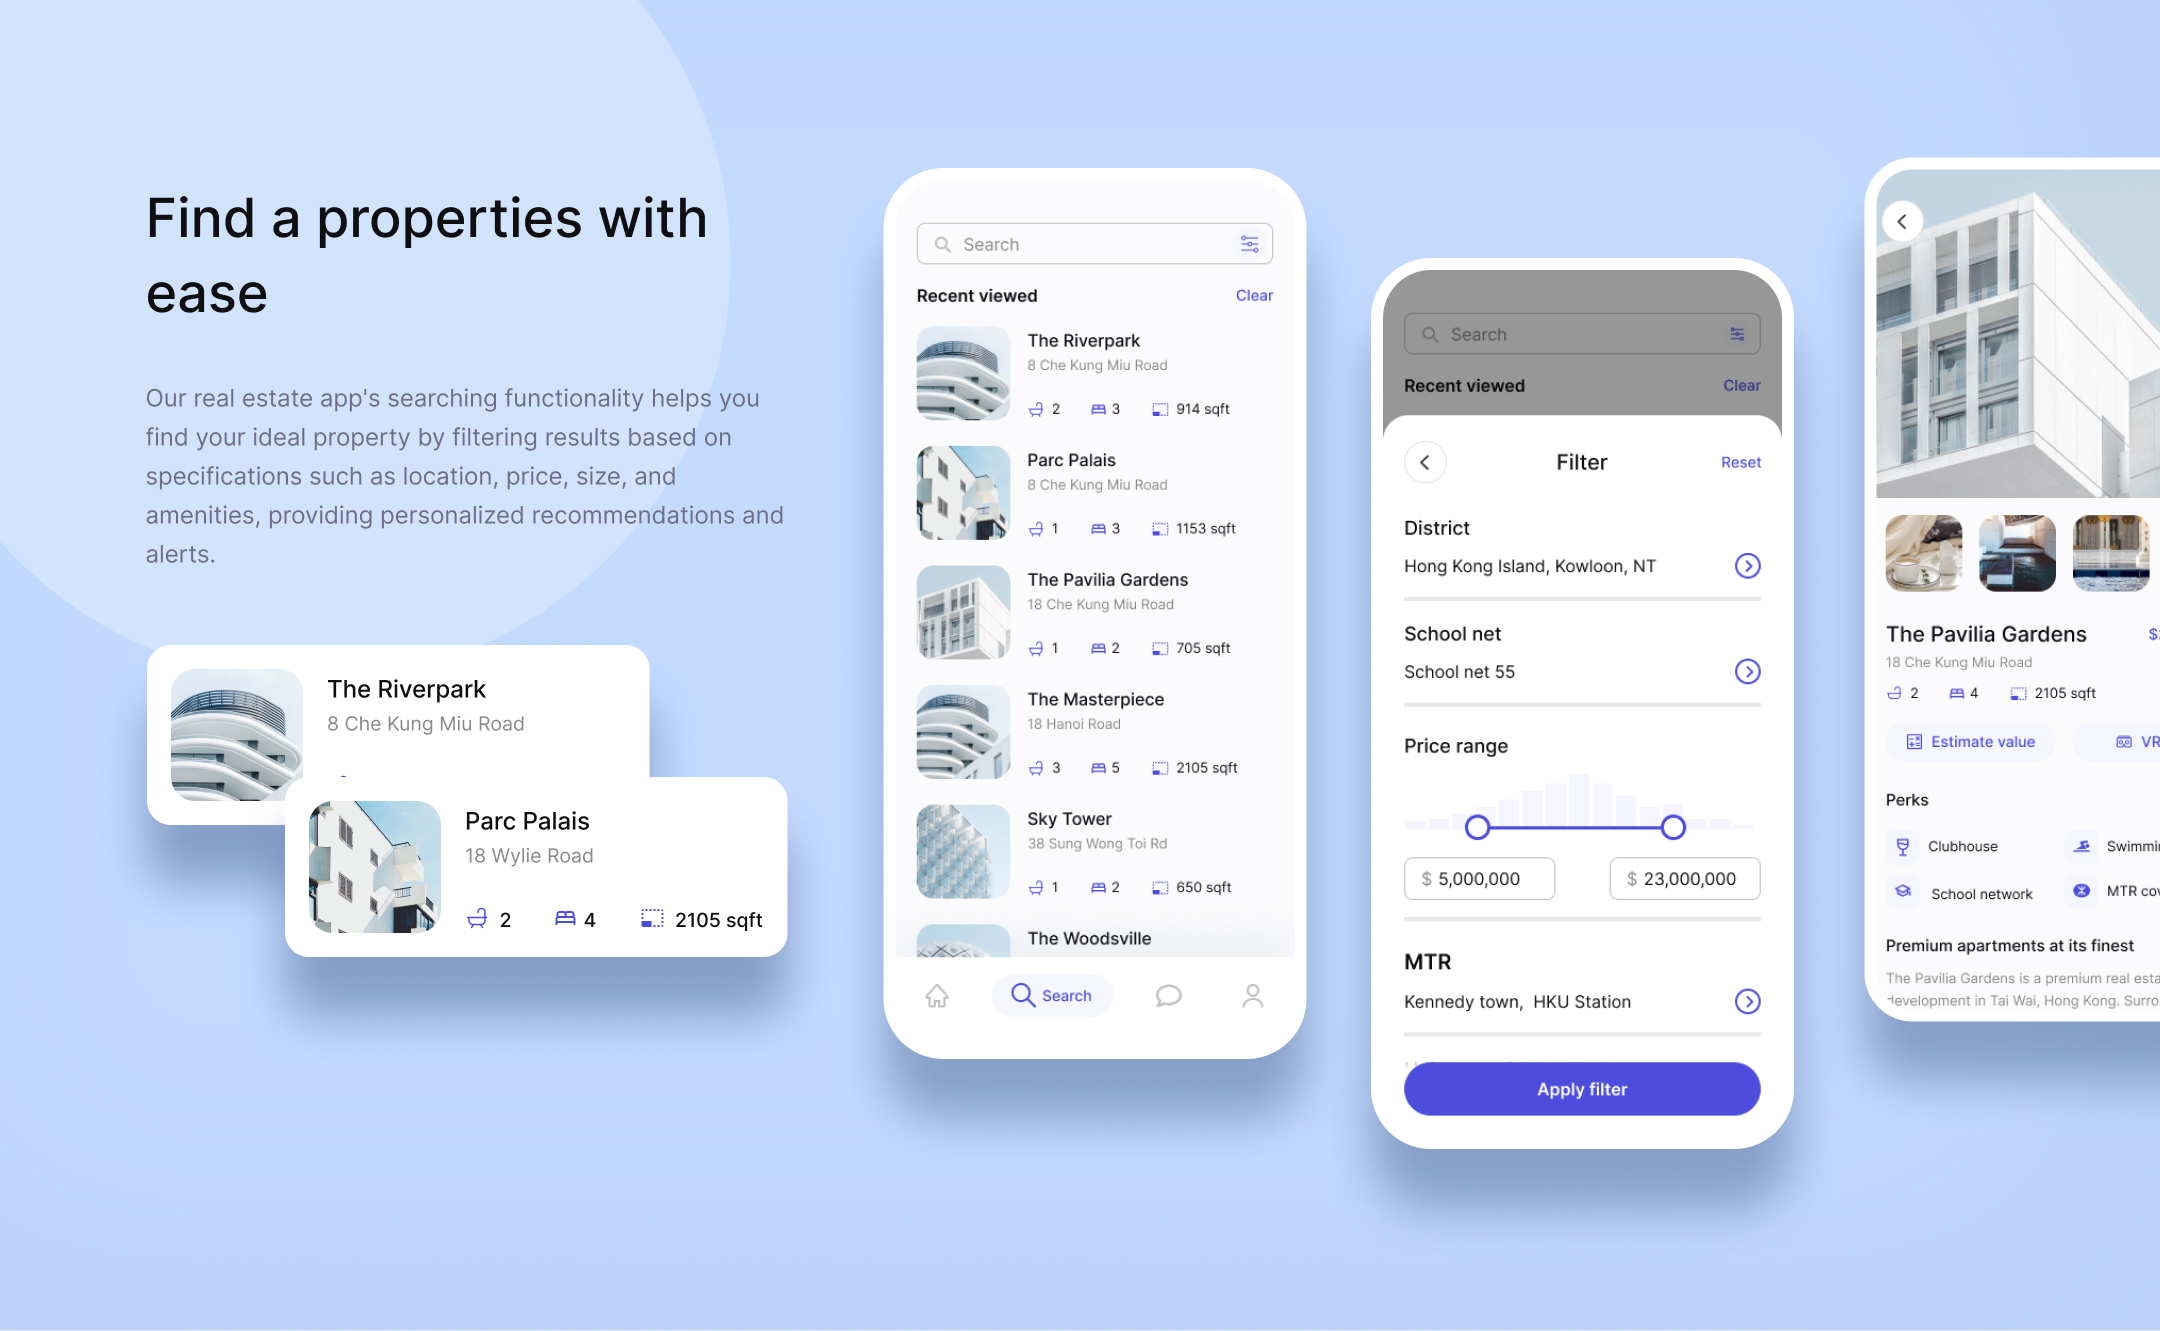 Find a properties with
ease
Our real estate app's searching functionality helps you
find your ideal property by filtering results based on
specifications such as location, price, size, and
amenities, providing personalized recommendations and
alerts.
The Riverpark
8 Che Kung Miu Road
Parc Palais
18 Wylie Road
2 4 2105 sqft
Search
Recent viewed Clear
The Riverpark
8 Che Kung Miu Road
2 3 914 sqft
Parc Palais
8 Che Kung Miu Road
1 3 1153 sqft
The Pavilia Gardens
18 Che Kung Miu Road
1 2 705 sqft
The Masterpiece
18 Hanoi Road
3 5 2105 sqft
Sky Tower
38 Sung Wong Toi Rd
1 2 650 sqft
The Woodsville
Search
Search
Recent viewed Clear
Filter Reset
District
Hong Kong Island, Kowloon, NT
School net
School net 55
Price range
$ 5,000,000 $ 23,000,000
MTR
Kennedy town, HKU Station
Apply filter
The Pavilia Gardens
18 Che Kung Miu Road
2 4 2105 sqft
Estimate value VR
Perks
Clubhouse
School network MTR
Premium apartments at its finest
The Pavilia Gardens is a premium real
development in Tai Wai, Hong Kong.